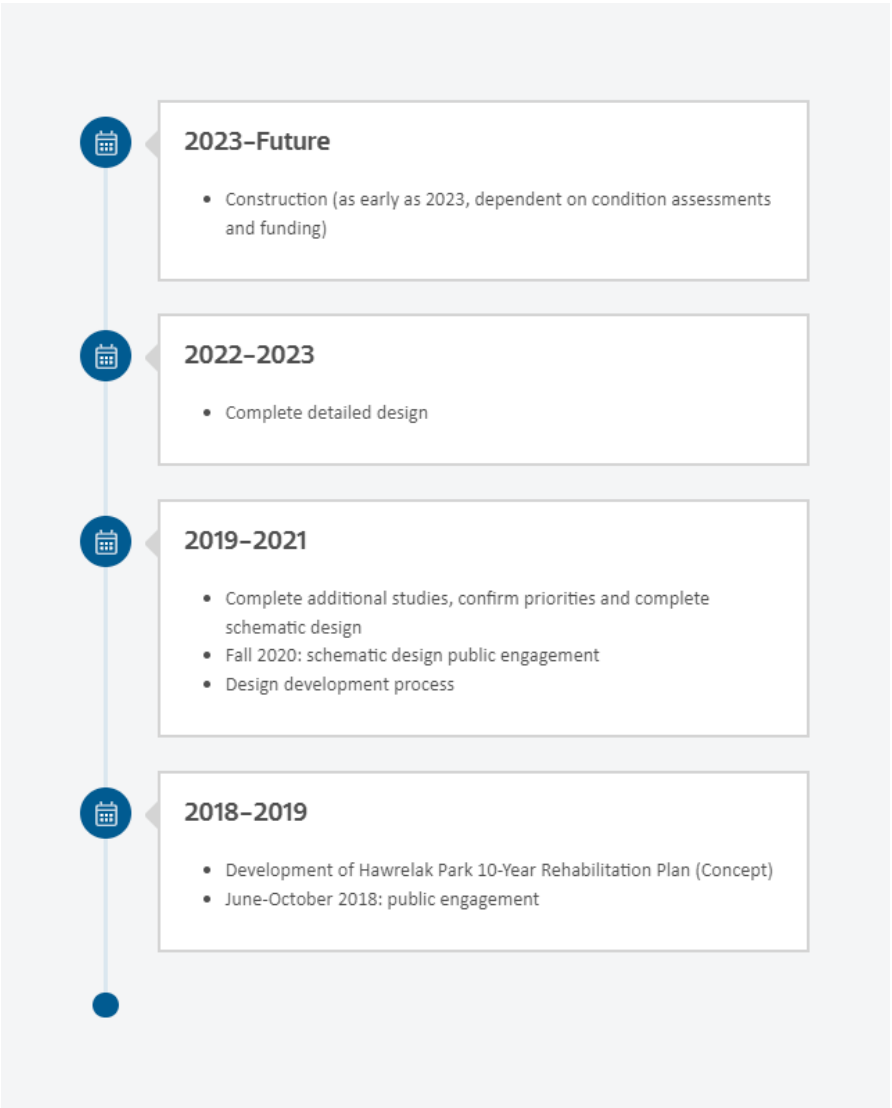 2023–Future
• Construction (as early as 2023, dependent on condition assessments
and funding)
2022–2023
• Complete detailed design
2019–2021
• Complete additional studies, confirm priorities and complete
schematic design
• Fall 2020: schematic design public engagement
• Design development process
2018–2019
• Development of Hawrelak Park 10-Year Rehabilitation Plan (Concept)
• June-October 2018: public engagement